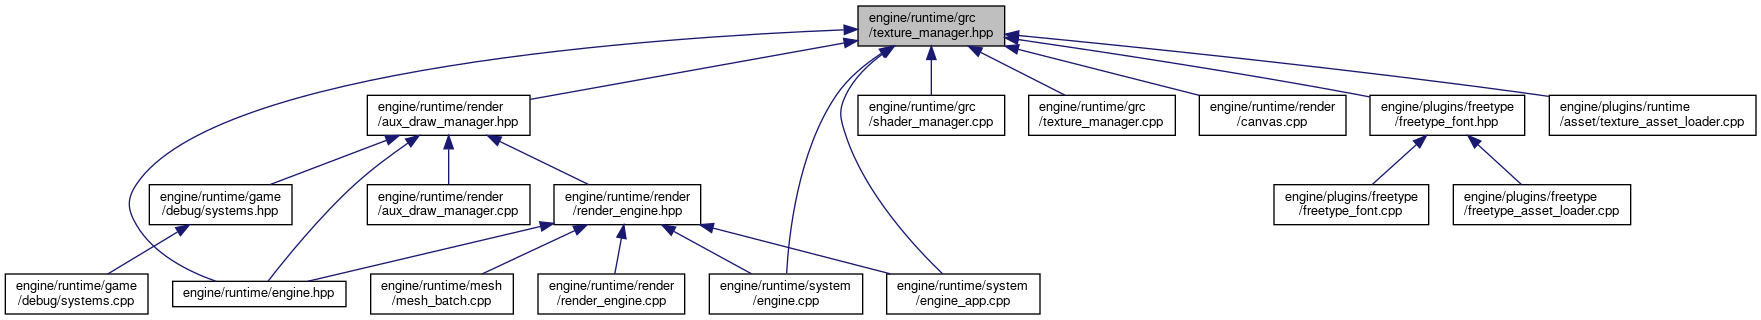 engine/runtime/grc
/texture_manager.hpp
engine/runtime/render
/aux_draw_manager.hpp
engine/runtime/grc
/shader_manager.cpp
engine/runtime/grc
/texture_manager.cpp
engine/runtime/render
/canvas.cpp
engine/plugins/freetype
/freetype_font.hpp
engine/plugins/runtime
asset/texture_asset_loader.cpp
engine/runtime/game
/debug/systems.hpp
engine/runtime/render
/aux_draw_manager.cpp
engine/runtime/render
/render_engine.hpp
engine/plugins/freetype
/freetype_font.cpp
engine/plugins/freetype
/freetype_asset_loader.cpp
engine/runtime/game
/debug/systems.cpp
engine/runtime/engine.hpp
engine/runtime/mesh
/mesh_batch.cpp
engine/runtime/render
/render_engine.cpp
engine/runtime/system
/engine.cpp
engine/runtime/system
/engine_app.cpp